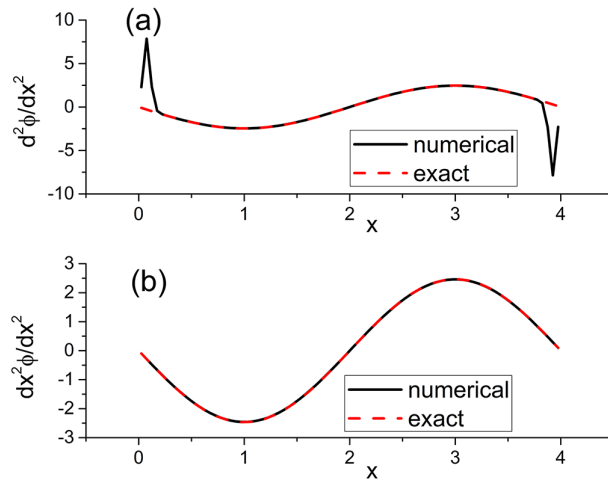 (a)
d²ϕ/dx²
10
5
0
-5
-10
numerical
exact
0 1 2 3 4
x
(b)
dx²ϕ/dx²
3
2
1
0
-1
-2
-3
numerical
exact
0 1 2 3 4
x